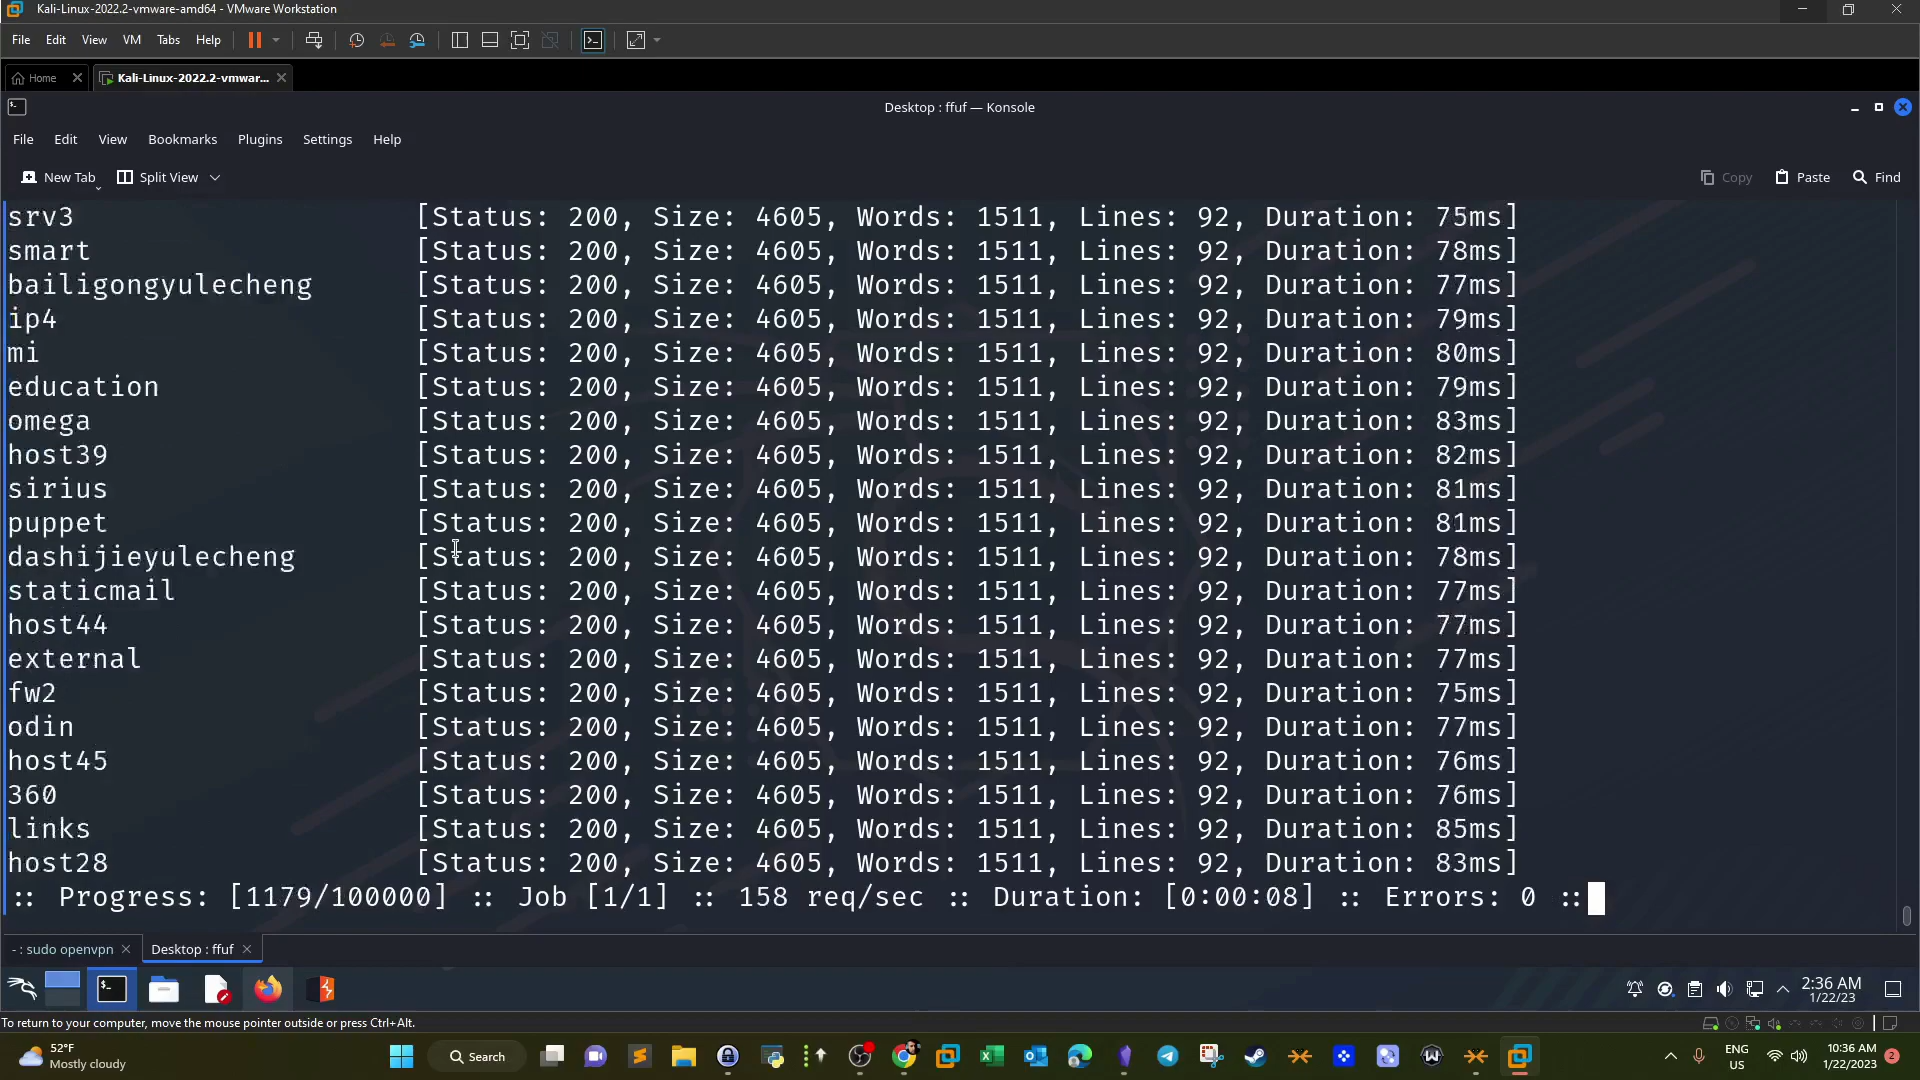 Kali-Linux-2022.2-vmware-amd64 - VMware Workstation
File Edit View VM Tabs Help
Home Kali-Linux-2022.2-vmwar...
Desktop : ffuf — Konsole
File Edit View Bookmarks Plugins Settings Help
New Tab Split View Copy Paste Find
srv3 [Status: 200, Size: 4605, Words: 1511, Lines: 92, Duration: 75ms]
smart [Status: 200, Size: 4605, Words: 1511, Lines: 92, Duration: 78ms]
bailigongyulecheng [Status: 200, Size: 4605, Words: 1511, Lines: 92, Duration: 77ms]
ip4 [Status: 200, Size: 4605, Words: 1511, Lines: 92, Duration: 79ms]
mi [Status: 200, Size: 4605, Words: 1511, Lines: 92, Duration: 80ms]
education [Status: 200, Size: 4605, Words: 1511, Lines: 92, Duration: 79ms]
omega [Status: 200, Size: 4605, Words: 1511, Lines: 92, Duration: 83ms]
host39 [Status: 200, Size: 4605, Words: 1511, Lines: 92, Duration: 82ms]
sirius [Status: 200, Size: 4605, Words: 1511, Lines: 92, Duration: 81ms]
puppet [Status: 200, Size: 4605, Words: 1511, Lines: 92, Duration: 81ms]
dashijieyulecheng [Status: 200, Size: 4605, Words: 1511, Lines: 92, Duration: 78ms]
staticmail [Status: 200, Size: 4605, Words: 1511, Lines: 92, Duration: 77ms]
host44 [Status: 200, Size: 4605, Words: 1511, Lines: 92, Duration: 77ms]
external [Status: 200, Size: 4605, Words: 1511, Lines: 92, Duration: 77ms]
fw2 [Status: 200, Size: 4605, Words: 1511, Lines: 92, Duration: 75ms]
odin [Status: 200, Size: 4605, Words: 1511, Lines: 92, Duration: 77ms]
host45 [Status: 200, Size: 4605, Words: 1511, Lines: 92, Duration: 76ms]
360 [Status: 200, Size: 4605, Words: 1511, Lines: 92, Duration: 76ms]
links [Status: 200, Size: 4605, Words: 1511, Lines: 92, Duration: 85ms]
host28 [Status: 200, Size: 4605, Words: 1511, Lines: 92, Duration: 83ms]
:: Progress: [1179/100000] :: Job [1/1] :: 158 req/sec :: Duration: [0:00:08] :: Errors: 0 ::
- : sudo openvpn Desktop : ffuf
2:36 AM
1/22/23
To return to your computer, move the mouse pointer outside or press Ctrl+Alt.
52°F
Mostly cloudy
Search
ENG
US
10:36 AM
1/22/2023
2